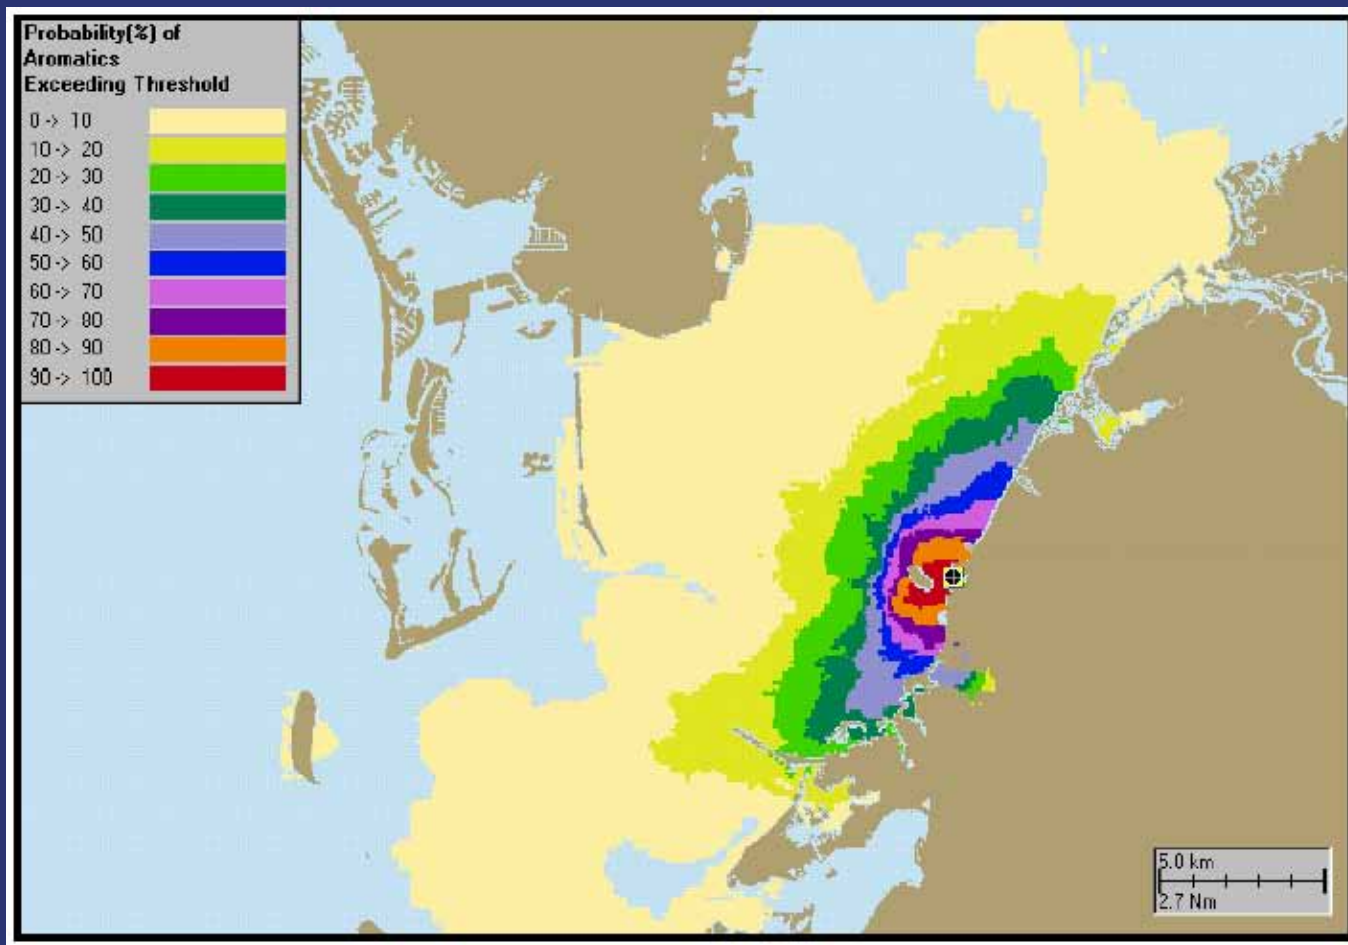 Probability(%) of
Aromatics
Exceeding Threshold
0 -> 10
10 -> 20
20 -> 30
30 -> 40
40 -> 50
50 -> 60
60 -> 70
70 -> 80
80 -> 90
90 -> 100
5.0 km
2.7 Nm